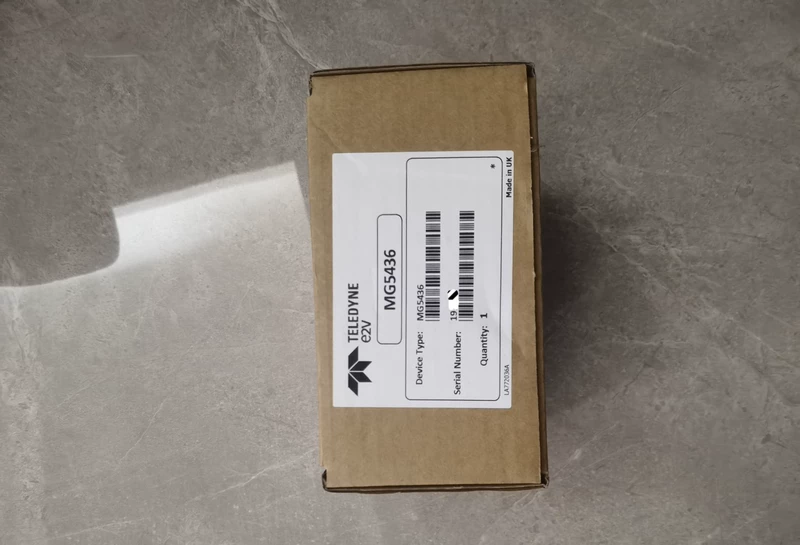 TELEDYNE
e2v
MG5436
Device Type: MG5436
Serial Number: 19
Quantity: 1
*
LA772036A
Made in UK